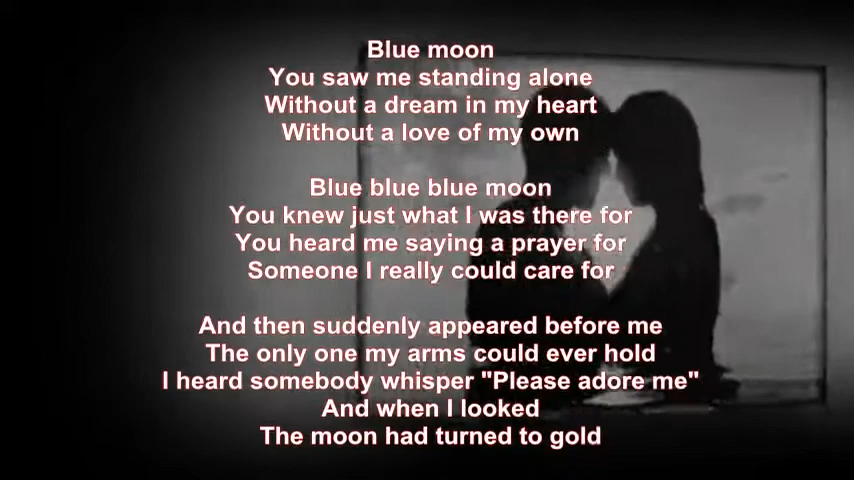 Blue moon
You saw me standing alone
Without a dream in my heart
Without a love of my own
Blue blue blue moon
You knew just what I was there for
You heard me saying a prayer for
Someone I really could care for
And then suddenly appeared before me
The only one my arms could ever hold
I heard somebody whisper "Please adore me"
And when I looked
The moon had turned to gold